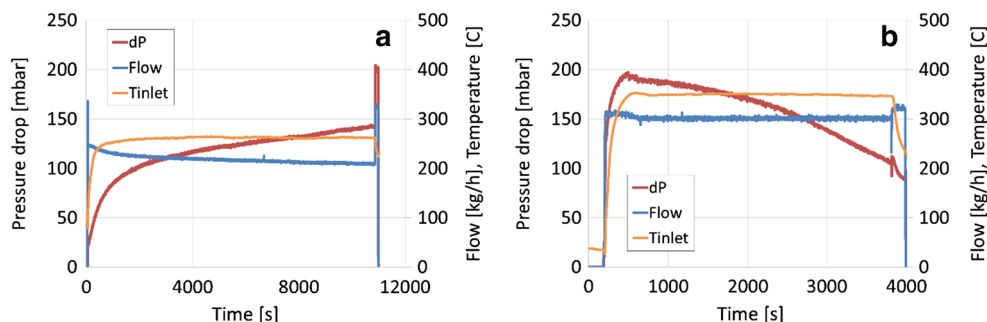 a
dP
Flow
Tinlet
Pressure drop [mbar]
250
200
150
100
50
0
500
400
300
200
100
0
Flow [kg/h], Temperature [C]
0
4000
8000
12000
Time [s]
b
dP
Flow
Tinlet
Pressure drop [mbar]
250
200
150
100
50
0
500
400
300
200
100
0
Flow [kg/h], Temperature [C]
0
1000
2000
3000
4000
Time [s]